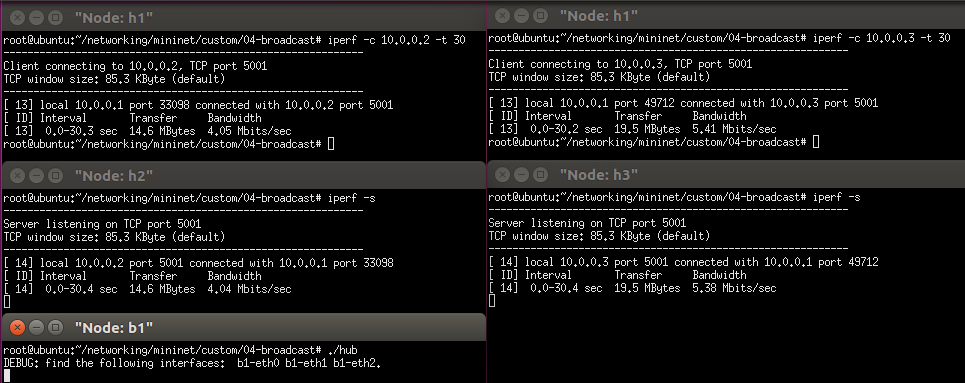 "Node: h1"
root@ubuntu:~/networking/mininet/custom/04-broadcast# iperf -c 10.0.0.2 -t 30
------------------------------------------------------------
Client connecting to 10.0.0.2, TCP port 5001
TCP window size: 85.3 KByte (default)
------------------------------------------------------------
[ 13] local 10.0.0.1 port 33098 connected with 10.0.0.2 port 5001
[ ID] Interval       Transfer     Bandwidth
[ 13]  0.0-30.3 sec  14.6 MBytes  4.05 Mbits/sec
root@ubuntu:~/networking/mininet/custom/04-broadcast#
"Node: h1"
root@ubuntu:~/networking/mininet/custom/04-broadcast# iperf -c 10.0.0.3 -t 30
------------------------------------------------------------
Client connecting to 10.0.0.3, TCP port 5001
TCP window size: 85.3 KByte (default)
------------------------------------------------------------
[ 13] local 10.0.0.1 port 49712 connected with 10.0.0.3 port 5001
[ ID] Interval       Transfer     Bandwidth
[ 13]  0.0-30.2 sec  19.5 MBytes  5.41 Mbits/sec
root@ubuntu:~/networking/mininet/custom/04-broadcast#
"Node: h2"
root@ubuntu:~/networking/mininet/custom/04-broadcast# iperf -s
------------------------------------------------------------
Server listening on TCP port 5001
TCP window size: 85.3 KByte (default)
------------------------------------------------------------
[ 14] local 10.0.0.2 port 5001 connected with 10.0.0.1 port 33098
[ ID] Interval       Transfer     Bandwidth
[ 14]  0.0-30.4 sec  14.6 MBytes  4.04 Mbits/sec
"Node: h3"
root@ubuntu:~/networking/mininet/custom/04-broadcast# iperf -s
------------------------------------------------------------
Server listening on TCP port 5001
TCP window size: 85.3 KByte (default)
------------------------------------------------------------
[ 14] local 10.0.0.3 port 5001 connected with 10.0.0.1 port 49712
[ ID] Interval       Transfer     Bandwidth
[ 14]  0.0-30.4 sec  19.5 MBytes  5.38 Mbits/sec
"Node: b1"
root@ubuntu:~/networking/mininet/custom/04-broadcast# ./hub
DEBUG: find the following interfaces:  b1-eth0 b1-eth1 b1-eth2.